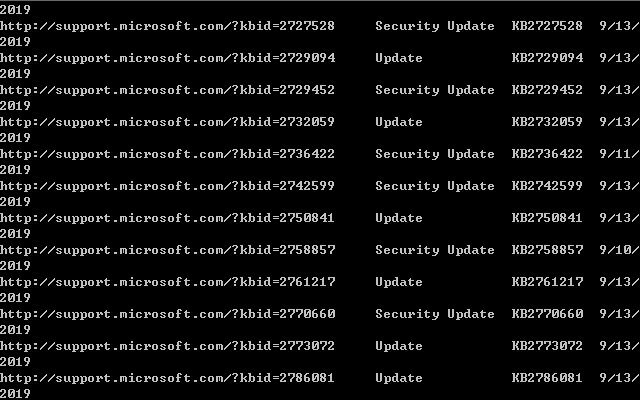 2019
http://support.microsoft.com/?kbid=2727528 Security Update KB2727528 9/13/
2019
http://support.microsoft.com/?kbid=2729094 Update KB2729094 9/13/
2019
http://support.microsoft.com/?kbid=2729452 Security Update KB2729452 9/13/
2019
http://support.microsoft.com/?kbid=2732059 Update KB2732059 9/13/
2019
http://support.microsoft.com/?kbid=2736422 Security Update KB2736422 9/11/
2019
http://support.microsoft.com/?kbid=2742599 Security Update KB2742599 9/13/
2019
http://support.microsoft.com/?kbid=2750841 Update KB2750841 9/13/
2019
http://support.microsoft.com/?kbid=2758857 Security Update KB2758857 9/10/
2019
http://support.microsoft.com/?kbid=2761217 Update KB2761217 9/13/
2019
http://support.microsoft.com/?kbid=2770660 Security Update KB2770660 9/13/
2019
http://support.microsoft.com/?kbid=2773072 Update KB2773072 9/13/
2019
http://support.microsoft.com/?kbid=2786081 Update KB2786081 9/13/
2019